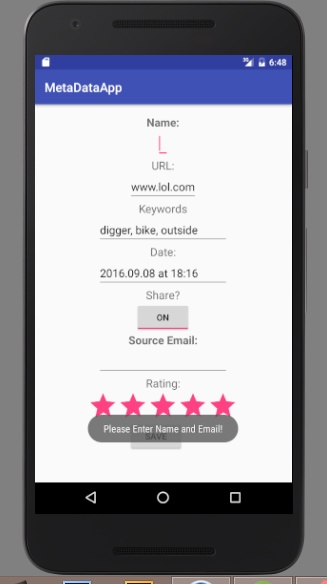 6:48
MetaDataApp
Name:
URL:
www.lol.com
Keywords
digger, bike, outside
Date:
2016.09.08 at 18:16
Share?
ON
Source Email:
Rating:
Please Enter Name and Email!
SAVE